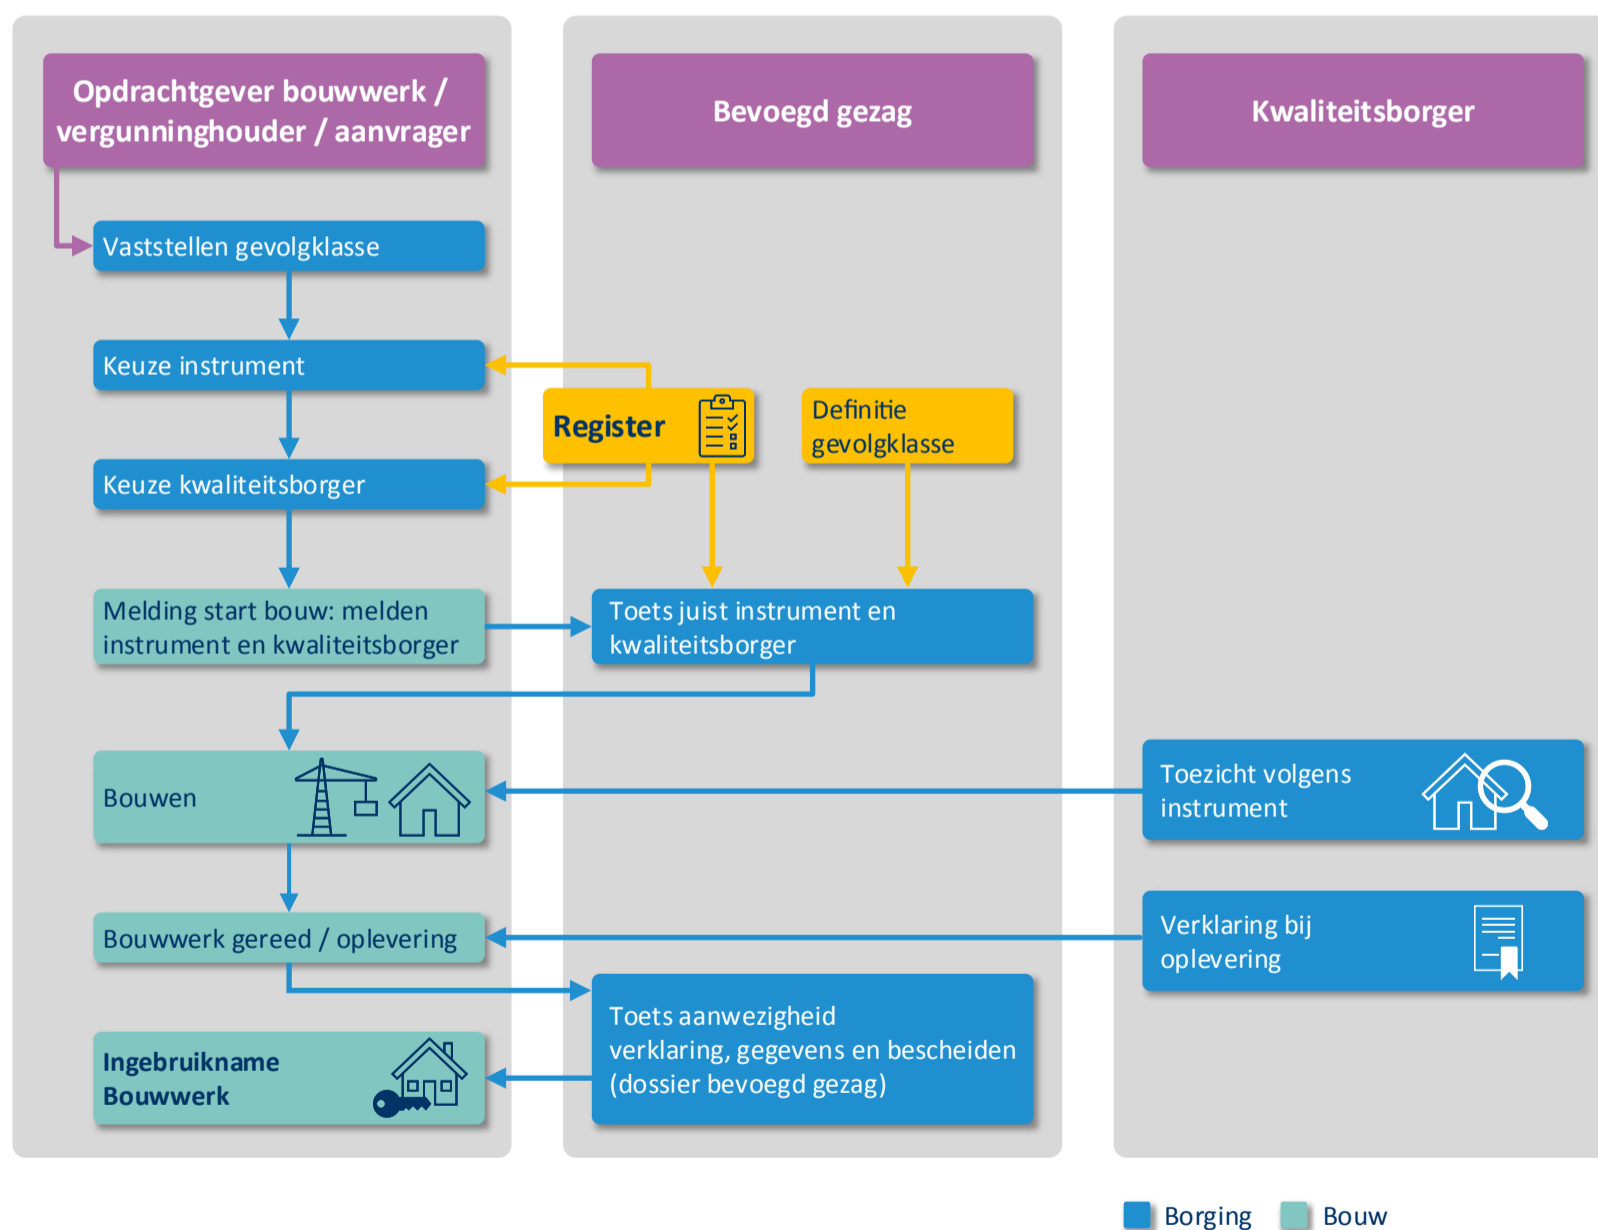 Opdrachtgever bouwwerk /
vergunninghouder / aanvrager
Bevoegd gezag
Kwaliteitsborger
Vaststellen gevolgklasse
Keuze instrument
Register
Definitie
gevolgklasse
Keuze kwaliteitsborger
Melding start bouw: melden
instrument en kwaliteitsborger
Toets juist instrument en
kwaliteitsborger
Bouwen
Toezicht volgens
instrument
Bouwwerk gereed / oplevering
Verklaring bij
oplevering
Toets aanwezigheid
verklaring, gegevens en bescheiden
(dossier bevoegd gezag)
Ingebruikname
Bouwwerk
Borging
Bouw